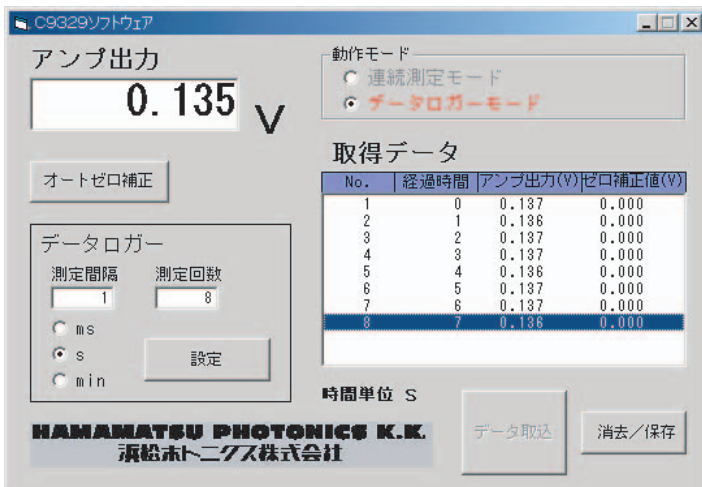 C9329ソフトウェア
アンプ出力
0.135 V
オートゼロ補正
動作モード
連続測定モード
データロガーモード
取得データ
No. 経過時間 アンプ出力(V) ゼロ補正値(V)
1 0 0.137 0.000
2 1 0.136 0.000
3 2 0.137 0.000
4 3 0.137 0.000
5 4 0.136 0.000
6 5 0.137 0.000
7 6 0.137 0.000
8 7 0.136 0.000
データロガー
測定間隔 測定回数
1 8
ms
s
min
設定
時間単位 S
データ取込
消去/保存
HAMAMATSU PHOTONICS K.K.
浜松ホトニクス株式会社